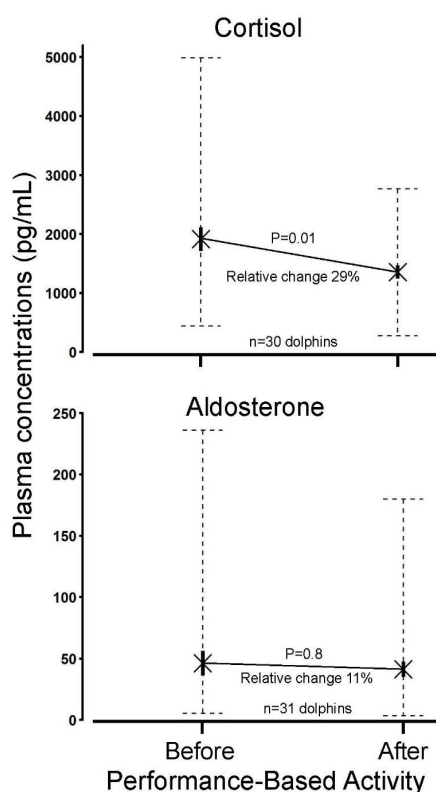 Cortisol
Plasma concentrations (pg/mL)
5000
4000
3000
2000
1000
0
P=0.01
Relative change 29%
n=30 dolphins
Aldosterone
250
200
150
100
50
0
P=0.8
Relative change 11%
n=31 dolphins
Before After
Performance-Based Activity